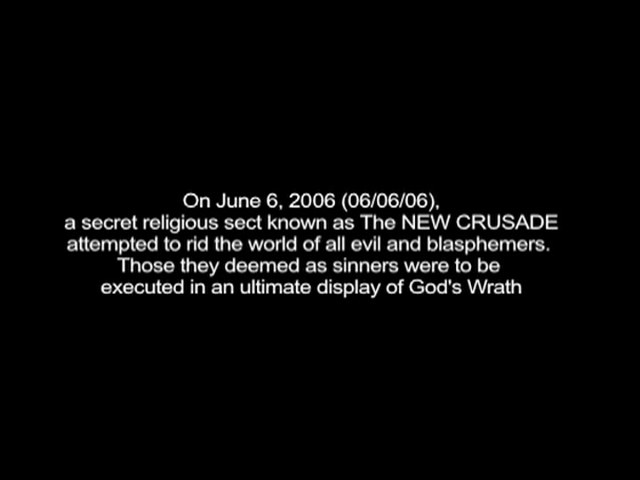 On June 6, 2006 (06/06/06),
a secret religious sect known as The NEW CRUSADE
attempted to rid the world of all evil and blasphemers.
Those they deemed as sinners were to be
executed in an ultimate display of God's Wrath